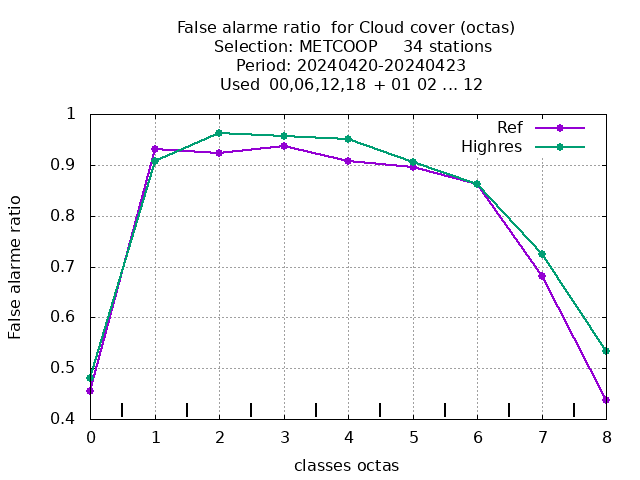 False alarme ratio  for Cloud cover (octas)
Selection: METCOOP     34 stations
Period: 20240420-20240423
Used  00,06,12,18  + 01 02 ... 12
Ref
Highres
1
0.9
0.8
0.7
0.6
0.5
0.4
False alarme ratio
0 1 2 3 4 5 6 7 8
classes octas